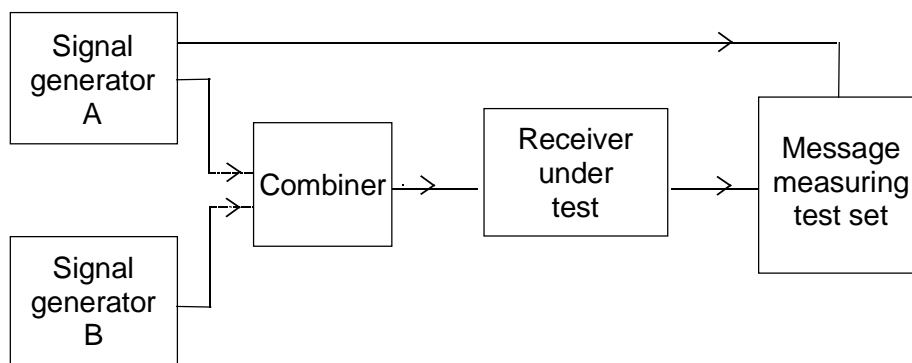 Signal
generator
A
Combiner
Receiver
under
test
Message
measuring
test set
Signal
generator
B